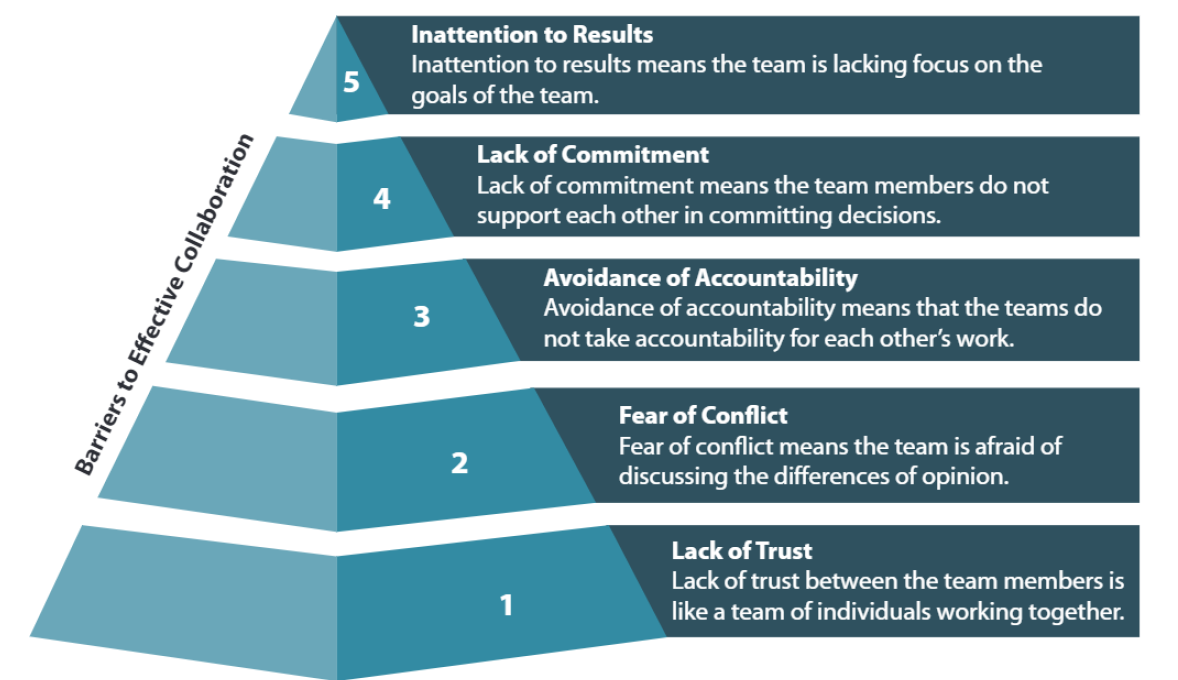 Barriers to Effective Collaboration
5
Inattention to Results
Inattention to results means the team is lacking focus on the
goals of the team.
4
Lack of Commitment
Lack of commitment means the team members do not
support each other in committing decisions.
3
Avoidance of Accountability
Avoidance of accountability means that the teams do
not take accountability for each other’s work.
2
Fear of Conflict
Fear of conflict means the team is afraid of
discussing the differences of opinion.
1
Lack of Trust
Lack of trust between the team members is
like a team of individuals working together.